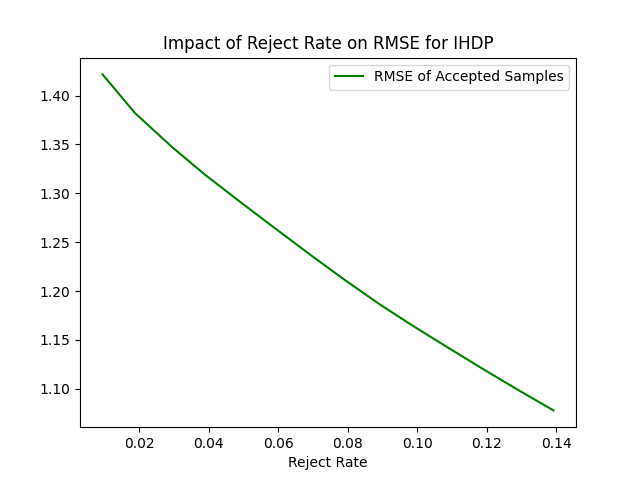 Impact of Reject Rate on RMSE for IHDP
RMSE of Accepted Samples
1.40
1.35
1.30
1.25
1.20
1.15
1.10
0.02 0.04 0.06 0.08 0.10 0.12 0.14
Reject Rate